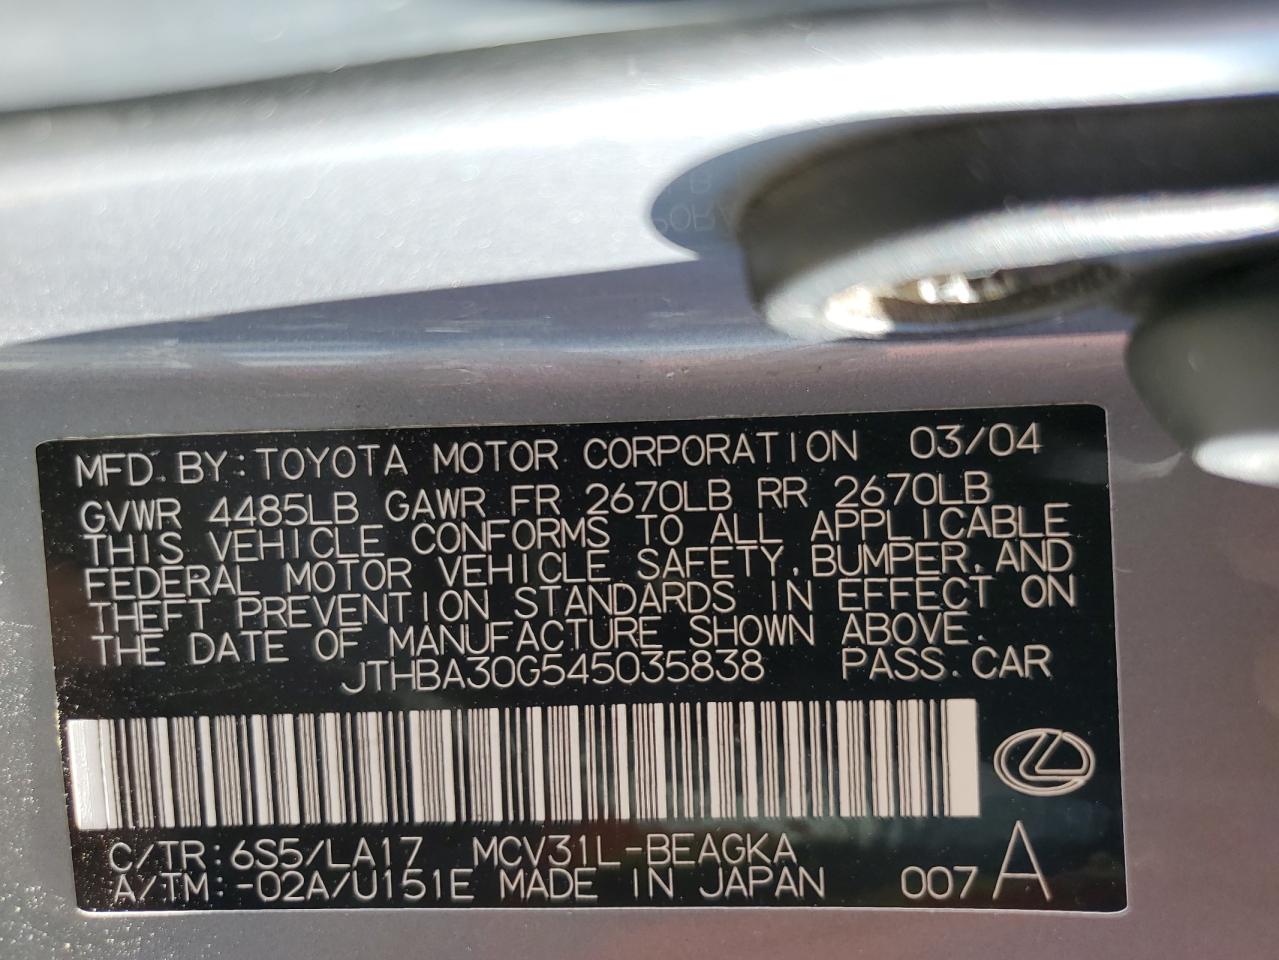 MFD. BY: TOYOTA MOTOR CORPORATION 03/04
GVWR 4485LB GAWR FR 2670LB RR 2670LB
THIS VEHICLE CONFORMS TO ALL APPLICABLE
FEDERAL MOTOR VEHICLE SAFETY, BUMPER, AND
THEFT PREVENTION STANDARDS IN EFFECT ON
THE DATE OF MANUFACTURE SHOWN ABOVE.
JTHBA30G545035838 PASS. CAR
C/TR: 6S5/LA17 MCV31L-BEAGKA
A/TM: -02A/U151E MADE IN JAPAN 007 A